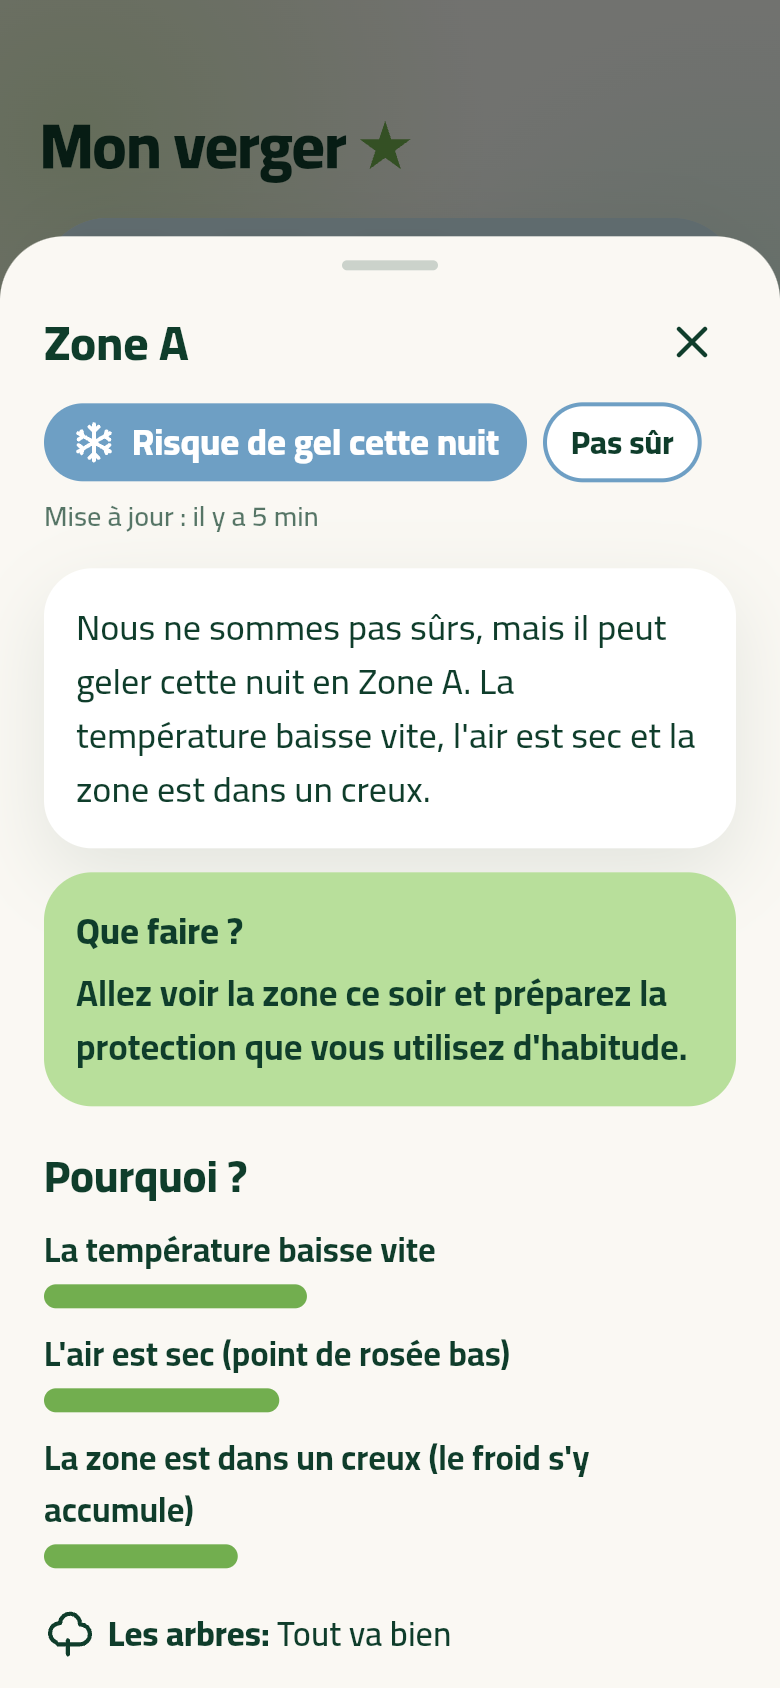 Mon verger
Zone A
Risque de gel cette nuit
Pas sûr
Mise à jour : il y a 5 min
Nous ne sommes pas sûrs, mais il peut
geler cette nuit en Zone A. La
température baisse vite, l'air est sec et la
zone est dans un creux.
Que faire ?
Allez voir la zone ce soir et préparez la
protection que vous utilisez d'habitude.
Pourquoi ?
La température baisse vite
L'air est sec (point de rosée bas)
La zone est dans un creux (le froid s'y
accumule)
Les arbres: Tout va bien